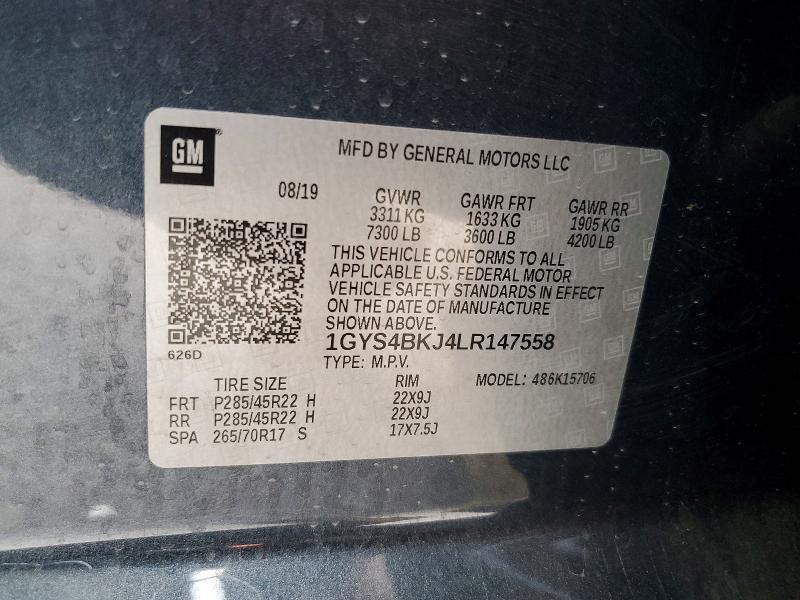 GM
MFD BY GENERAL MOTORS LLC
08/19 GVWR GAWR FRT GAWR RR
3311 KG 1633 KG 1905 KG
7300 LB 3600 LB 4200 LB
THIS VEHICLE CONFORMS TO ALL
APPLICABLE U.S. FEDERAL MOTOR
VEHICLE SAFETY STANDARDS IN EFFECT
ON THE DATE OF MANUFACTURE
SHOWN ABOVE.
1GYS4BKJ4LR147558
626D
TYPE: M.P.V.
TIRE SIZE RIM MODEL: 486K15706
FRT P285/45R22 H 22X9J
RR P285/45R22 H 22X9J
SPA 265/70R17 S 17X7.5J